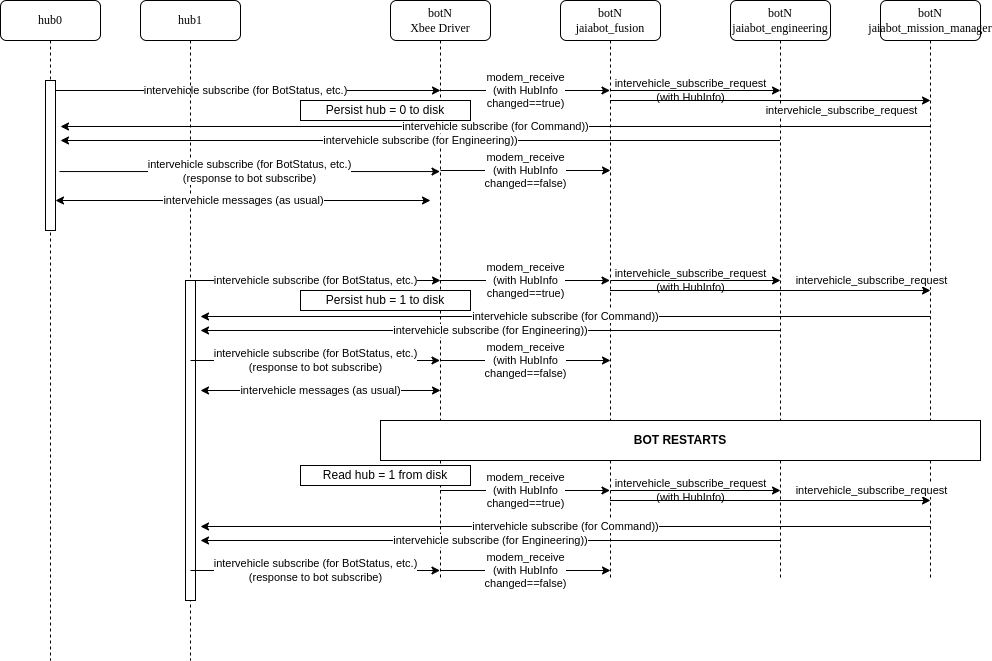 hub0
hub1
botN
Xbee Driver
botN
jaiabot_fusion
botN
jaiabot_engineering
botN
jaiabot_mission_manager
intervehicle subscribe (for BotStatus, etc.)
modem_receive
(with HubInfo
changed==true)
intervehicle_subscribe_request
(with HubInfo)
intervehicle_subscribe_request
Persist hub = 0 to disk
intervehicle subscribe (for Command))
intervehicle subscribe (for Engineering))
intervehicle subscribe (for BotStatus, etc.)
(response to bot subscribe)
modem_receive
(with HubInfo
changed==false)
intervehicle messages (as usual)
intervehicle subscribe (for BotStatus, etc.)
modem_receive
(with HubInfo
changed==true)
intervehicle_subscribe_request
(with HubInfo)
intervehicle_subscribe_request
Persist hub = 1 to disk
intervehicle subscribe (for Command))
intervehicle subscribe (for Engineering))
intervehicle subscribe (for BotStatus, etc.)
(response to bot subscribe)
modem_receive
(with HubInfo
changed==false)
intervehicle messages (as usual)
BOT RESTARTS
Read hub = 1 from disk
modem_receive
(with HubInfo
changed==true)
intervehicle_subscribe_request
(with HubInfo)
intervehicle_subscribe_request
intervehicle subscribe (for Command))
intervehicle subscribe (for Engineering))
intervehicle subscribe (for BotStatus, etc.)
(response to bot subscribe)
modem_receive
(with HubInfo
changed==false)